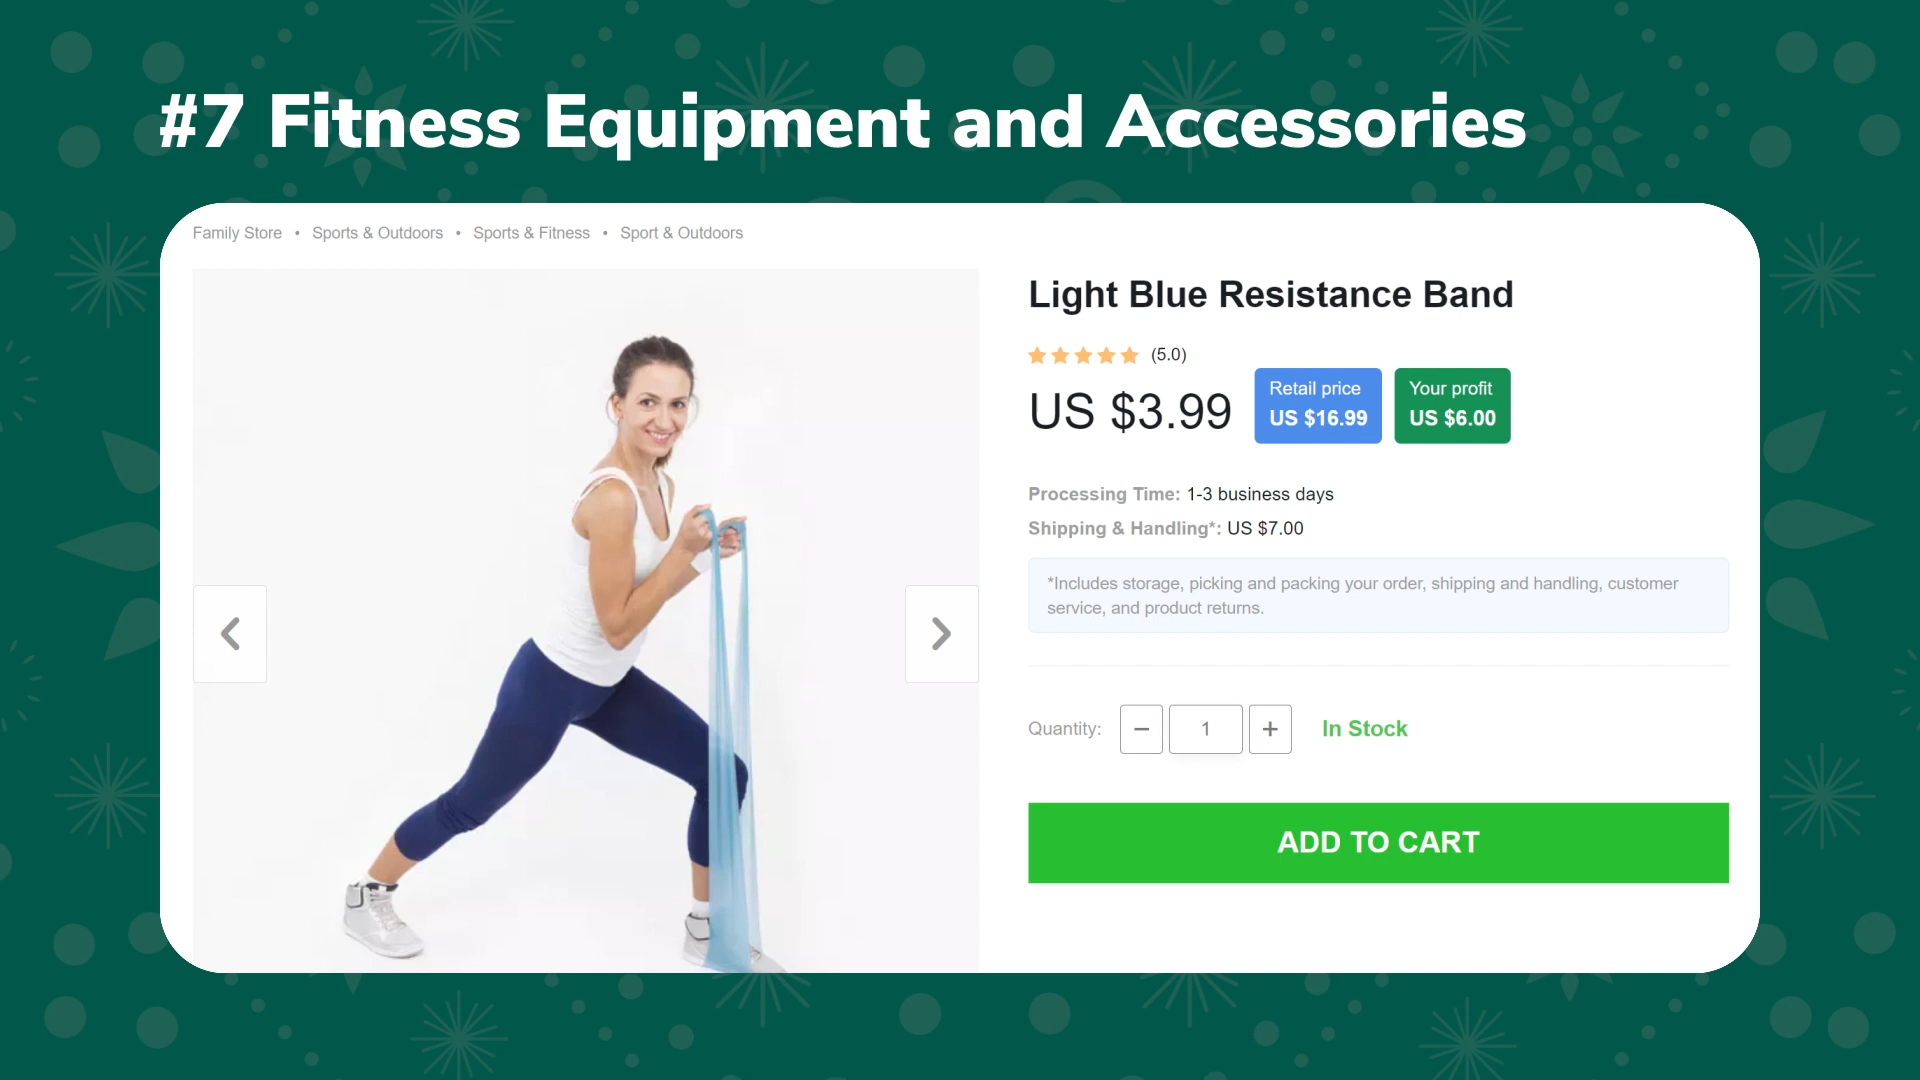 #7 Fitness Equipment and Accessories
Family Store • Sports & Outdoors • Sports & Fitness • Sport & Outdoors
Light Blue Resistance Band
(5.0)
US $3.99
Retail price
US $16.99
Your profit
US $6.00
Processing Time: 1-3 business days
Shipping & Handling*: US $7.00
*Includes storage, picking and packing your order, shipping and handling, customer
service, and product returns.
Quantity: − 1 + In Stock
ADD TO CART